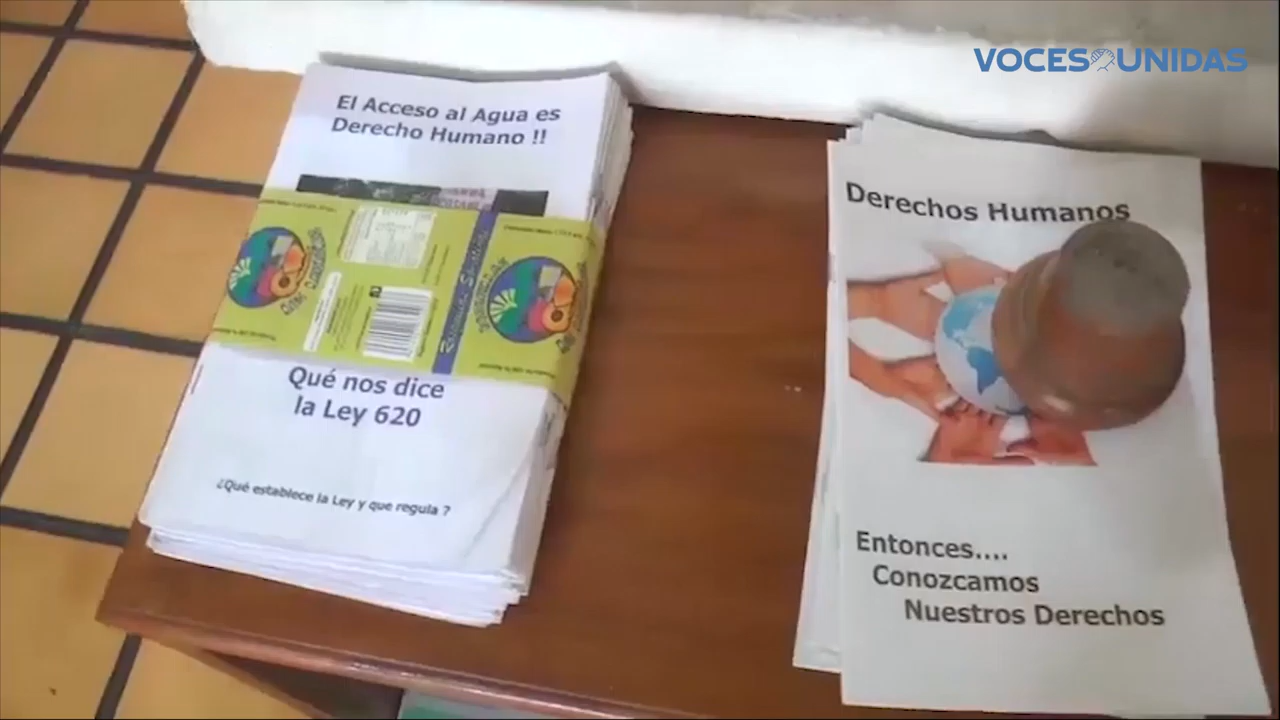 VOCES UNIDAS
El Acceso al Agua es
Derecho Humano !!
Qué nos dice
la Ley 620
¿Qué establece la Ley y que regula ?
Derechos Humanos
Entonces....
Conozcamos
Nuestros Derechos